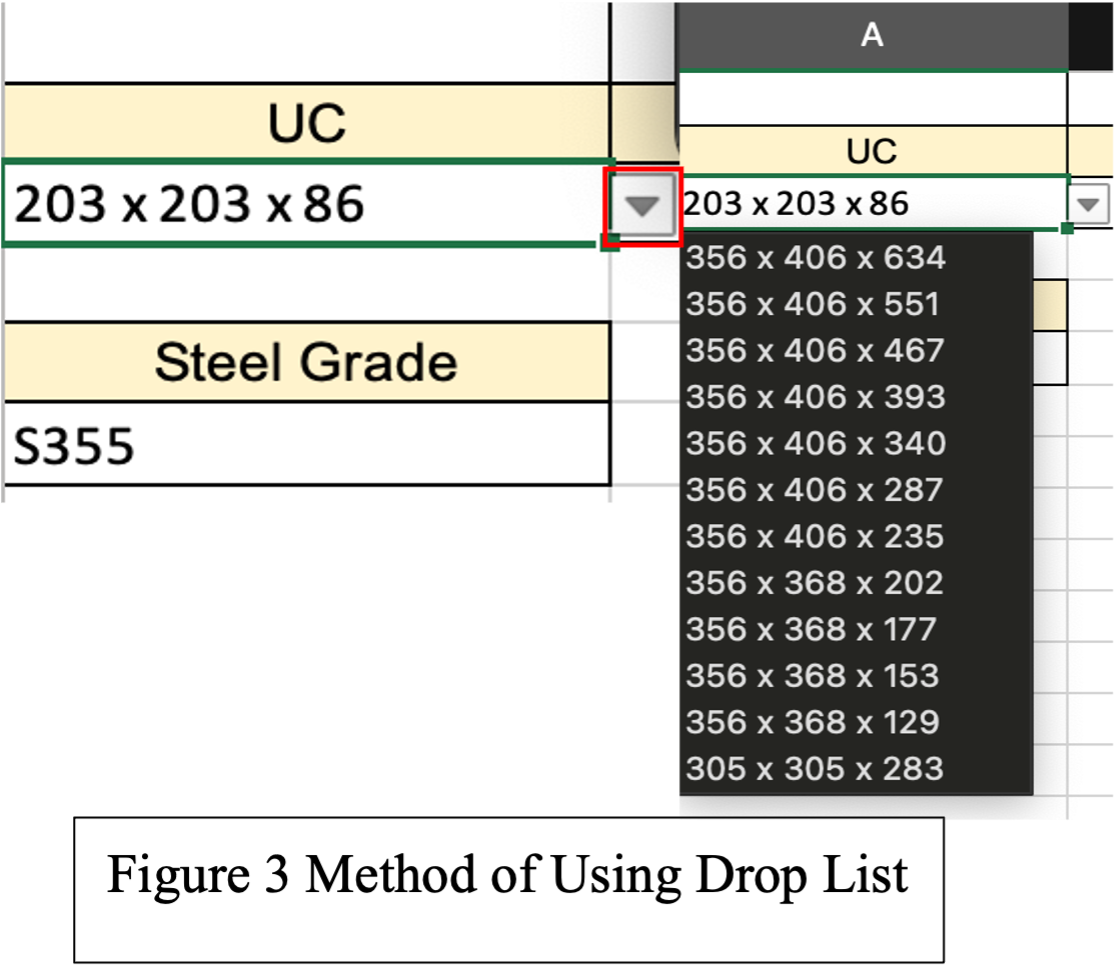 UC
203 x 203 x 86
Steel Grade
S355
A
UC
203 x 203 x 86
356 x 406 x 634
356 x 406 x 551
356 x 406 x 467
356 x 406 x 393
356 x 406 x 340
356 x 406 x 287
356 x 406 x 235
356 x 368 x 202
356 x 368 x 177
356 x 368 x 153
356 x 368 x 129
305 x 305 x 283
Figure 3 Method of Using Drop List